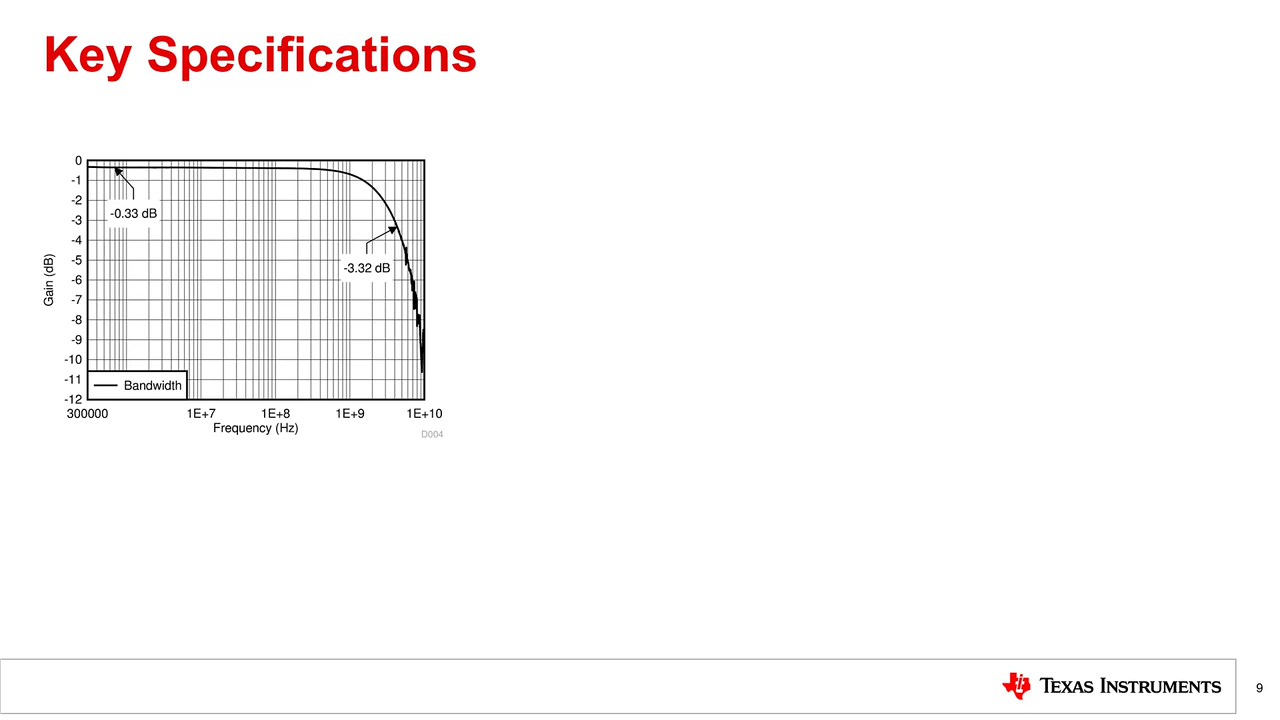 Key Specifications
0
-1
-2
-3
-4
-5
-6
-7
-8
-9
-10
-11
-12
Gain (dB)
-0.33 dB
-3.32 dB
Bandwidth
300000 1E+7 1E+8 1E+9 1E+10
Frequency (Hz)
D004
TEXAS INSTRUMENTS
9